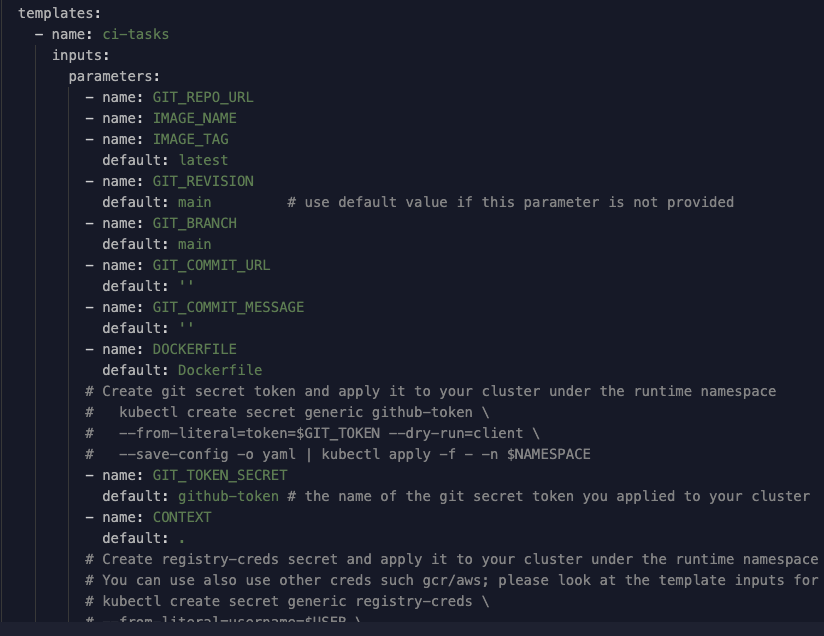 templates:
  - name: ci-tasks
    inputs:
      parameters:
        - name: GIT_REPO_URL
        - name: IMAGE_NAME
        - name: IMAGE_TAG
          default: latest
        - name: GIT_REVISION
          default: main         # use default value if this parameter is not provided
        - name: GIT_BRANCH
          default: main
        - name: GIT_COMMIT_URL
          default: ''
        - name: GIT_COMMIT_MESSAGE
          default: ''
        - name: DOCKERFILE
          default: Dockerfile
        # Create git secret token and apply it to your cluster under the runtime namespace
        #   kubectl create secret generic github-token \
        #   --from-literal=token=$GIT_TOKEN --dry-run=client \
        #   --save-config -o yaml | kubectl apply -f - -n $NAMESPACE
        - name: GIT_TOKEN_SECRET
          default: github-token # the name of the git secret token you applied to your cluster
        - name: CONTEXT
          default: .
        # Create registry-creds secret and apply it to your cluster under the runtime namespace
        # You can use also use other creds such gcr/aws; please look at the template inputs for
        # kubectl create secret generic registry-creds \
        # --from-literal=username=$USER \